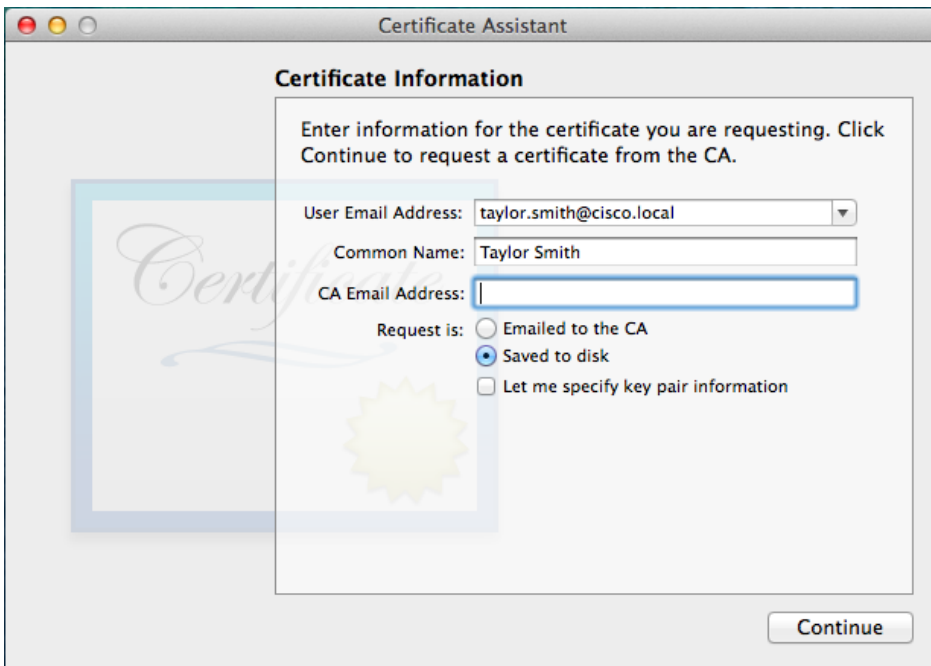 Certificate Assistant
Certificate Information
Enter information for the certificate you are requesting. Click
Continue to request a certificate from the CA.
User Email Address: taylor.smith@cisco.local
Common Name: Taylor Smith
CA Email Address:
Request is: Emailed to the CA
Saved to disk
Let me specify key pair information
Certificate
Continue